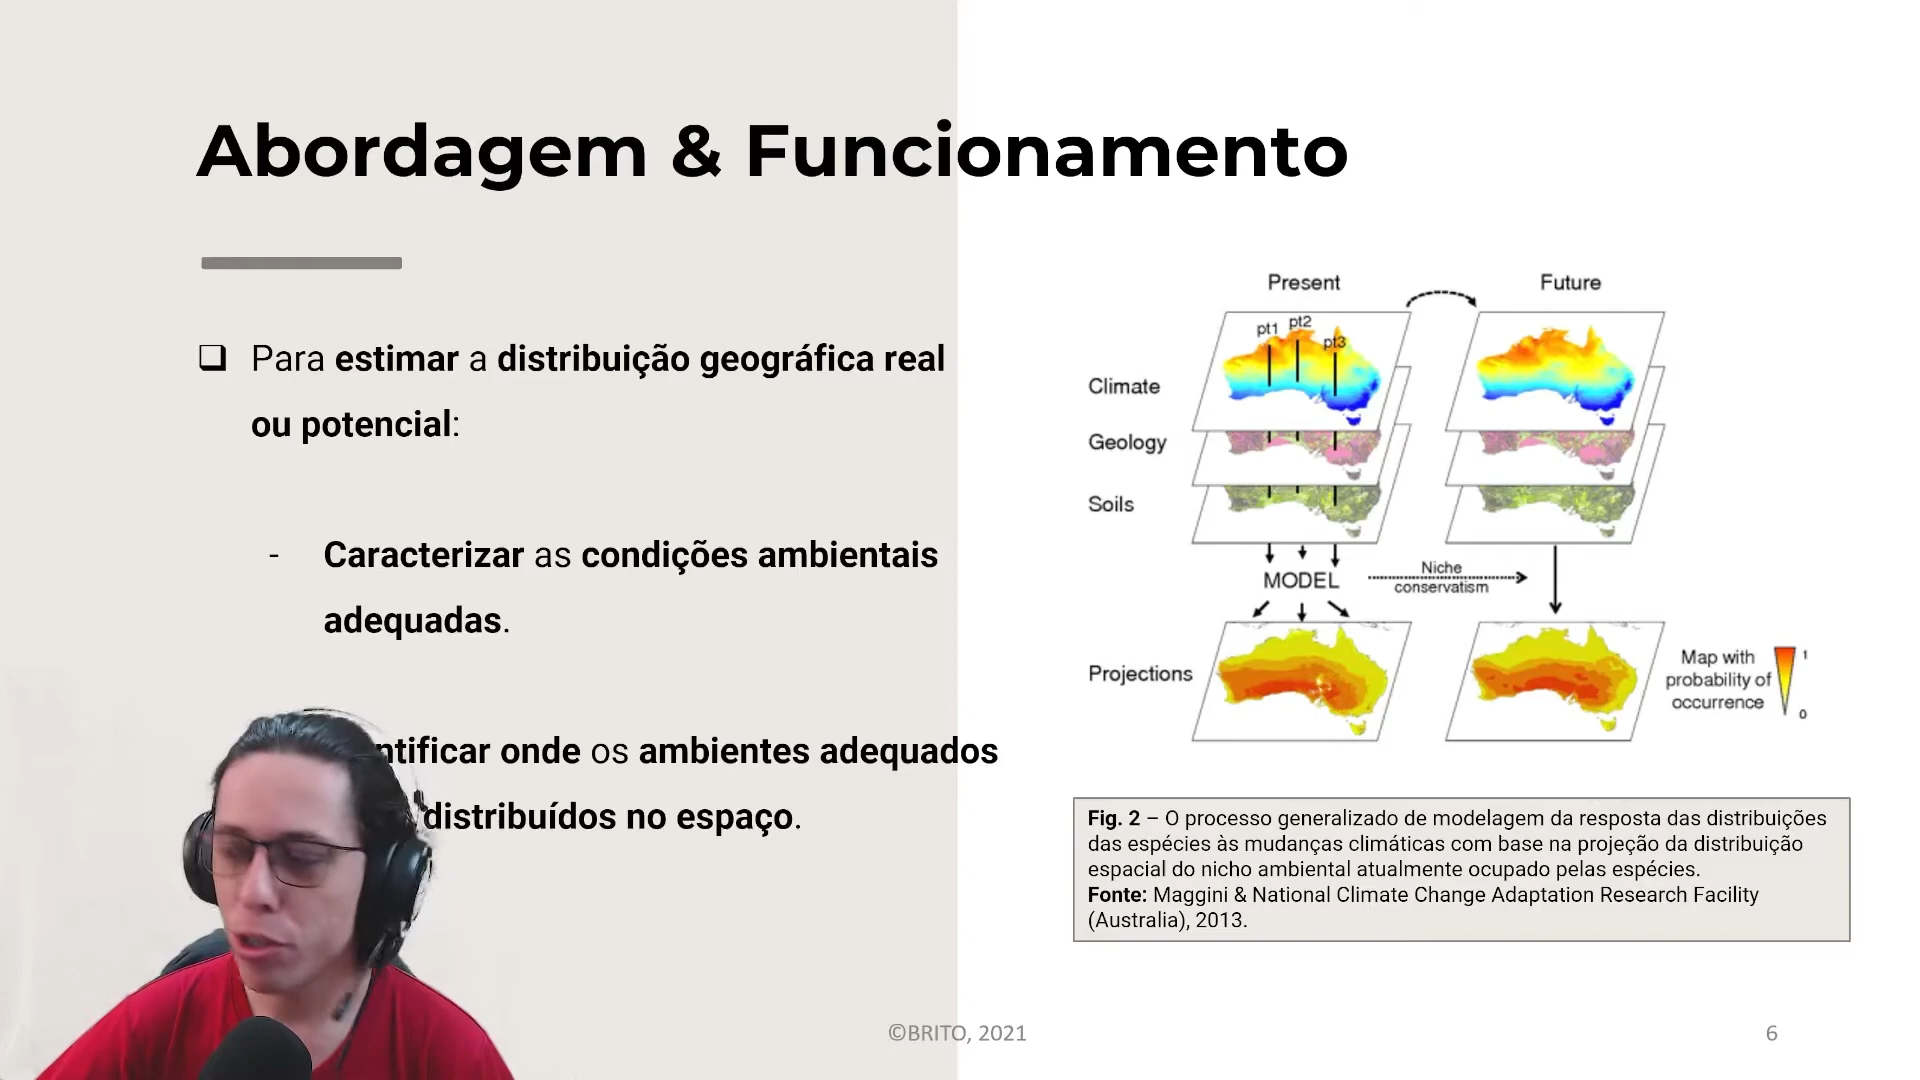 Abordagem & Funcionamento
❑ Para estimar a distribuição geográfica real
ou potencial:
- Caracterizar as condições ambientais
adequadas.
onde os ambientes adequados
distribuídos no espaço.
Present
Future
pt1 pt2 pt3
Climate
Geology
Soils
MODEL
Niche
conservatism
Projections
Map with
probability of
occurrence
1
0
Fig. 2 – O processo generalizado de modelagem da resposta das distribuições
das espécies às mudanças climáticas com base na projeção da distribuição
espacial do nicho ambiental atualmente ocupado pelas espécies.
Fonte: Maggini & National Climate Change Adaptation Research Facility
(Australia), 2013.
©BRITO, 2021
6